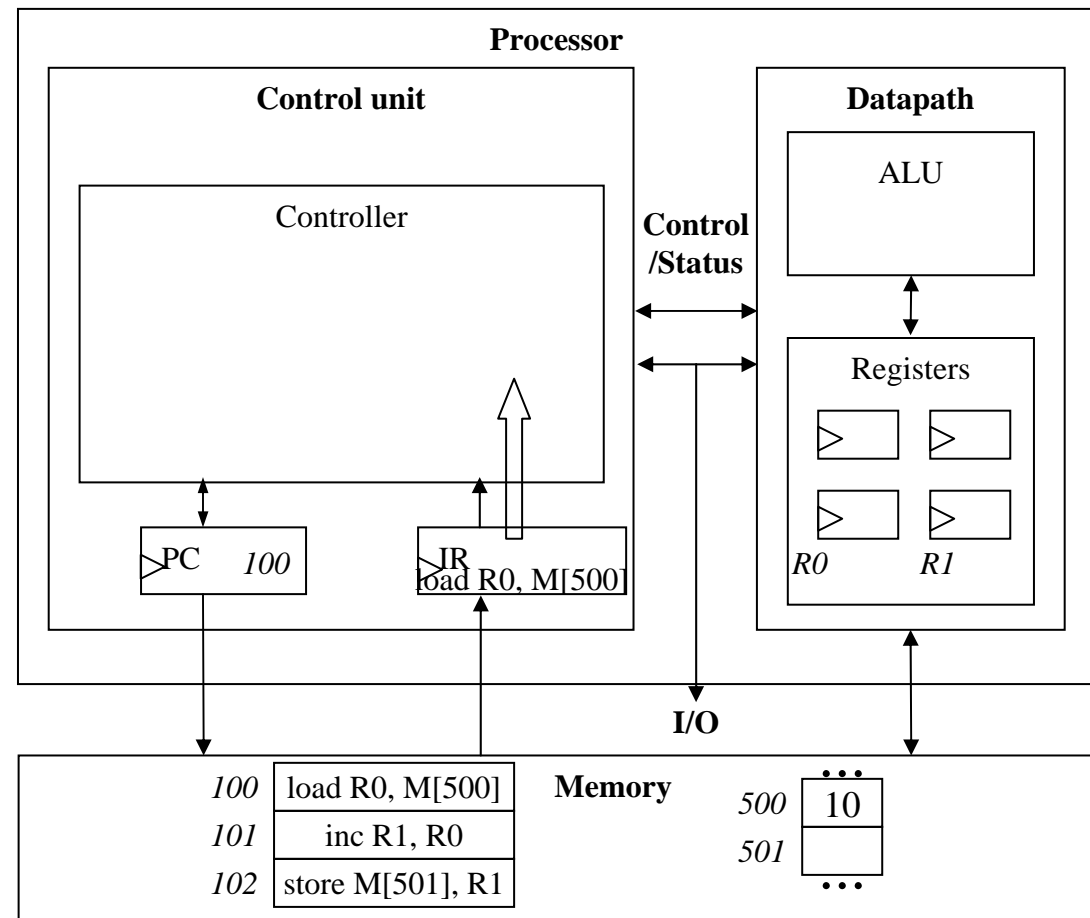 Processor
Control unit
Datapath
ALU
Controller
Control
/Status
Registers
PC
100
IR
load R0, M[500]
R0
R1
I/O
Memory
100
load R0, M[500]
101
inc R1, R0
102
store M[501], R1
...
500
10
501
...